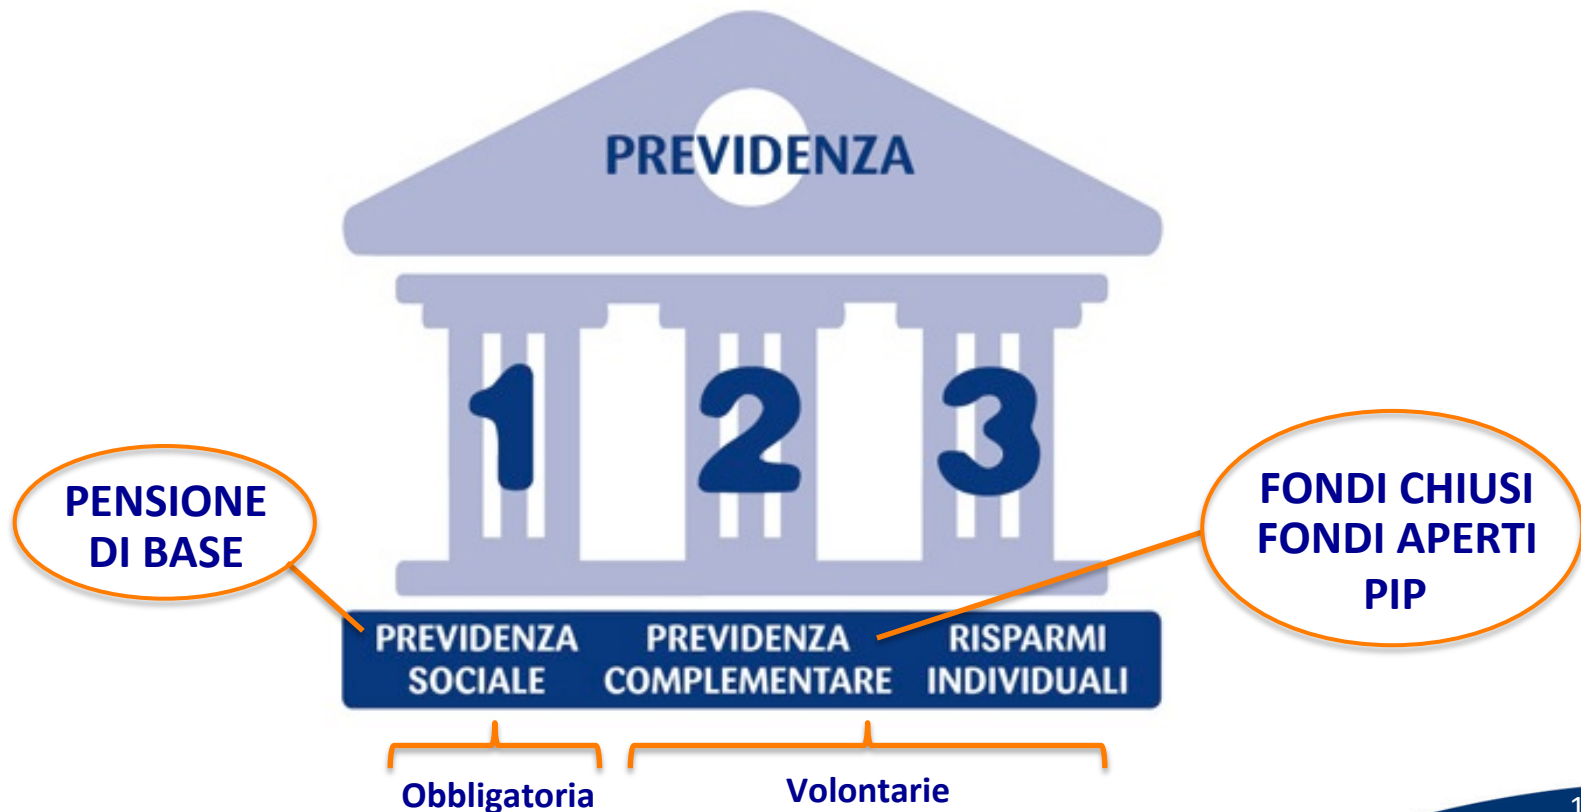 PREVIDENZA
1 2 3
PENSIONE
DI BASE
FONDI CHIUSI
FONDI APERTI
PIP
PREVIDENZA
SOCIALE
PREVIDENZA
COMPLEMENTARE
RISPARMI
INDIVIDUALI
Obbligatoria
Volontarie